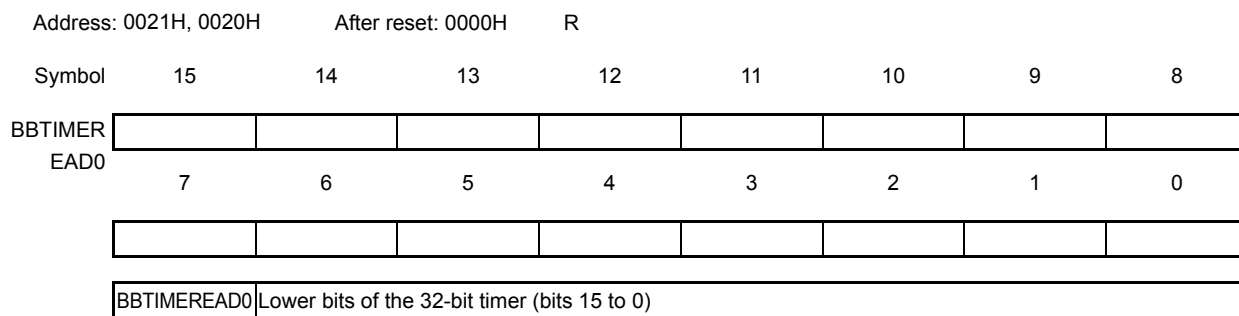 Address: 0021H, 0020H After reset: 0000H R
Symbol 15 14 13 12 11 10 9 8
BBTIMER
EAD0
7 6 5 4 3 2 1 0
BBTIMEREAD0 Lower bits of the 32-bit timer (bits 15 to 0)